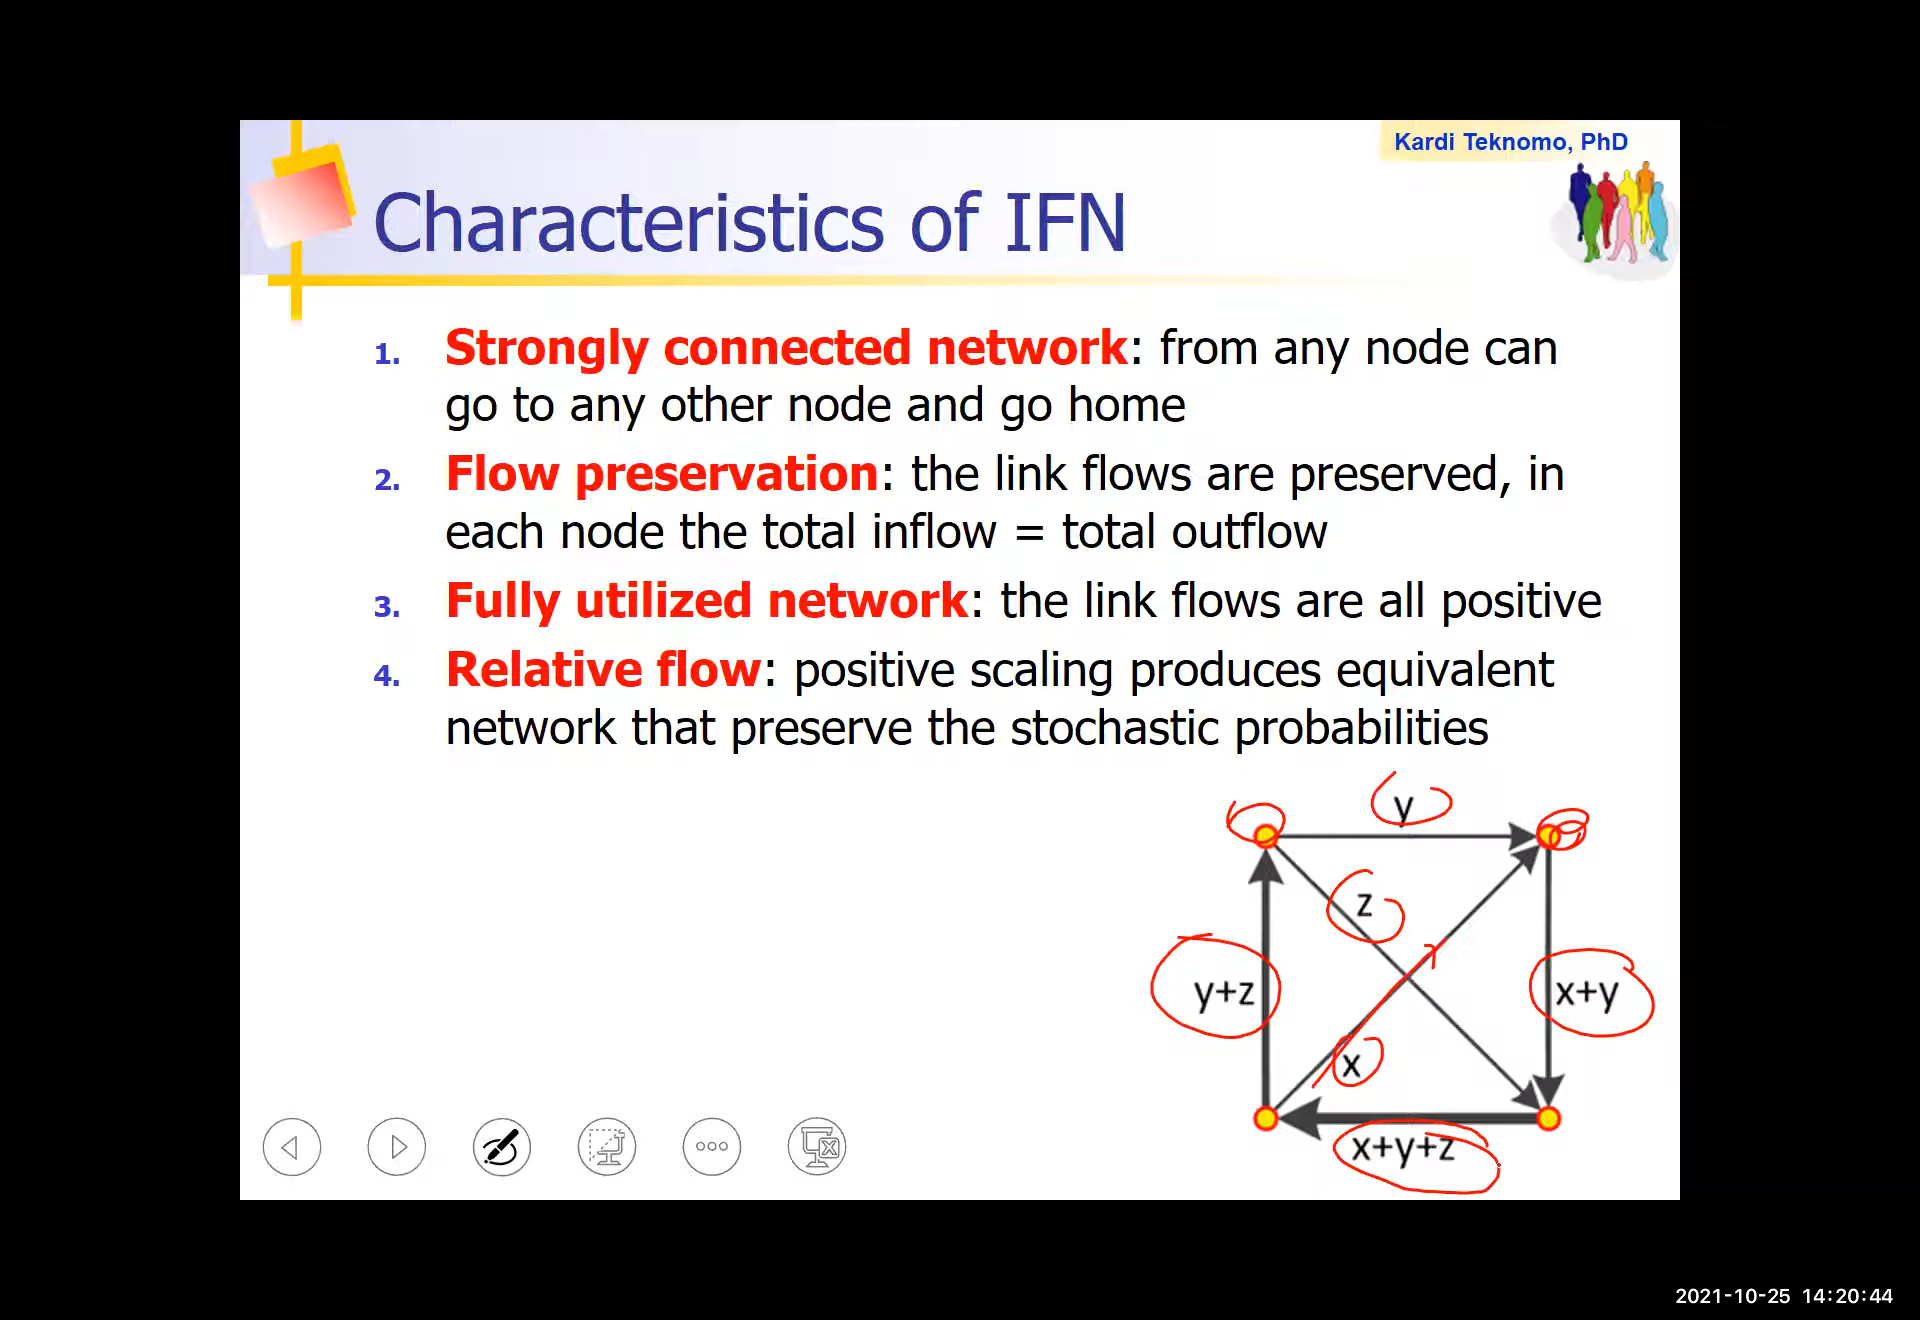 Kardi Teknomo, PhD
Characteristics of IFN
1. Strongly connected network: from any node can
go to any other node and go home
2. Flow preservation: the link flows are preserved, in
each node the total inflow = total outflow
3. Fully utilized network: the link flows are all positive
4. Relative flow: positive scaling produces equivalent
network that preserve the stochastic probabilities
y
z
y+z
x+y
x
x+y+z
2021-10-25 14:20:44